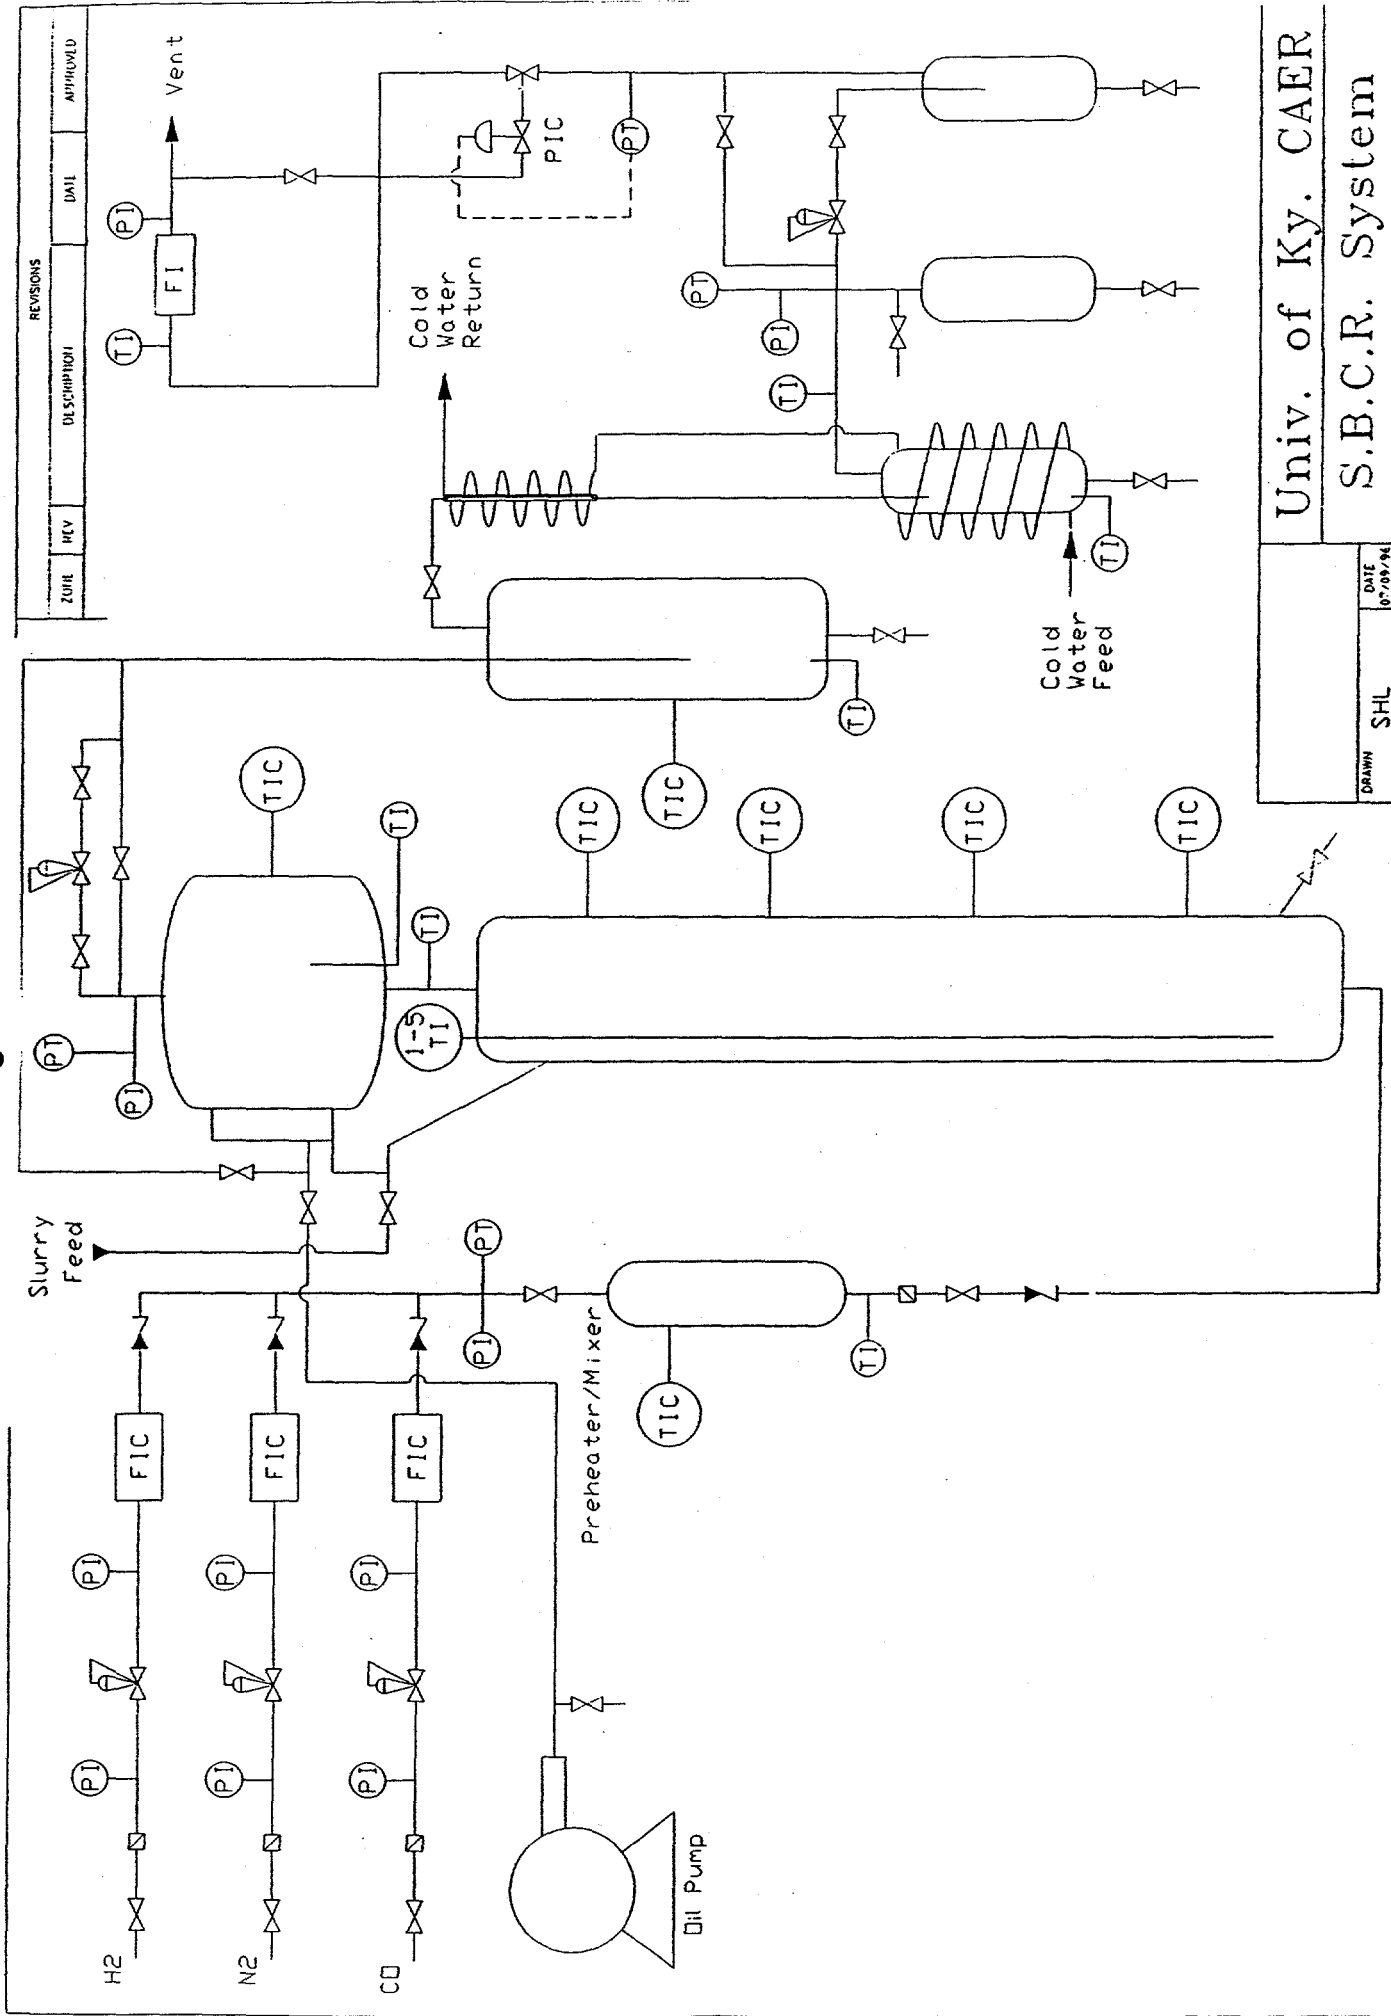 REVISIONS
ZONE
REV
DESCRIPTION
DATE
APPROVED
H2
PI
PI
FIC
N2
PI
PI
FIC
CO
PI
PI
FIC
Oil Pump
Slurry
Feed
PI
PT
Preheater/Mixer
TIC
TI
PI
PT
TIC
TI
TI
1-5
TI
TIC
TIC
TIC
TIC
TIC
TI
Cold
Water
Return
Cold
Water
Feed
TI
TI
PI
PT
TI
FI
PI
Vent
PIC
PT
DRAWN
SHL
DATE
Univ. of Ky. CAER
S.B.C.R. System